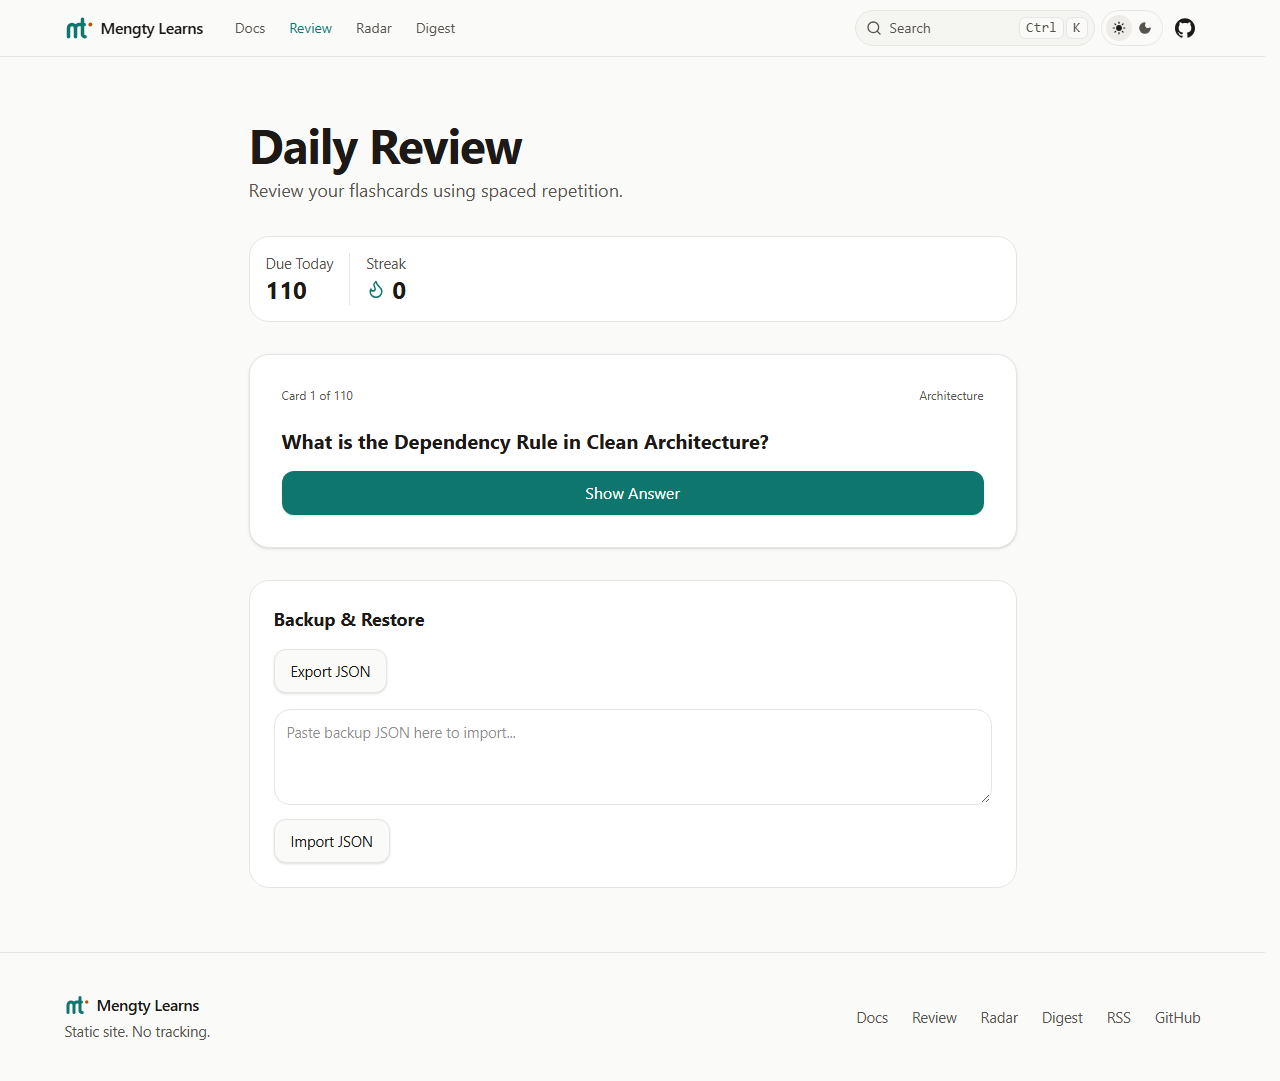 mt Mengty Learns Docs Review Radar Digest Search Ctrl K
Daily Review
Review your flashcards using spaced repetition.
Due Today Streak
110 0
Card 1 of 110 Architecture
What is the Dependency Rule in Clean Architecture?
Show Answer
Backup & Restore
Export JSON
Paste backup JSON here to import...
Import JSON
mt Mengty Learns
Static site. No tracking.
Docs Review Radar Digest RSS GitHub